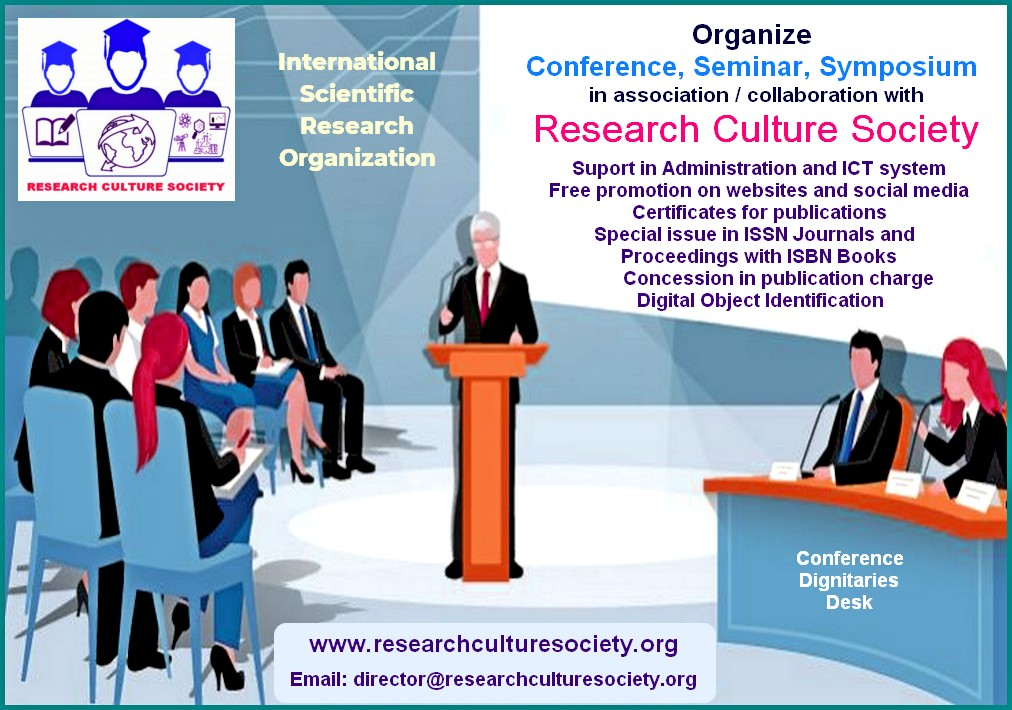 RESEARCH CULTURE SOCIETY
International
Scientific
Research
Organization
Organize
Conference, Seminar, Symposium
in association / collaboration with
Research Culture Society
Suport in Administration and ICT system
Free promotion on websites and social media
Certificates for publications
Special issue in ISSN Journals and
Proceedings with ISBN Books
Concession in publication charge
Digital Object Identification
Conference
Dignitaries
Desk
www.researchculturesociety.org
Email: director@researchculturesociety.org